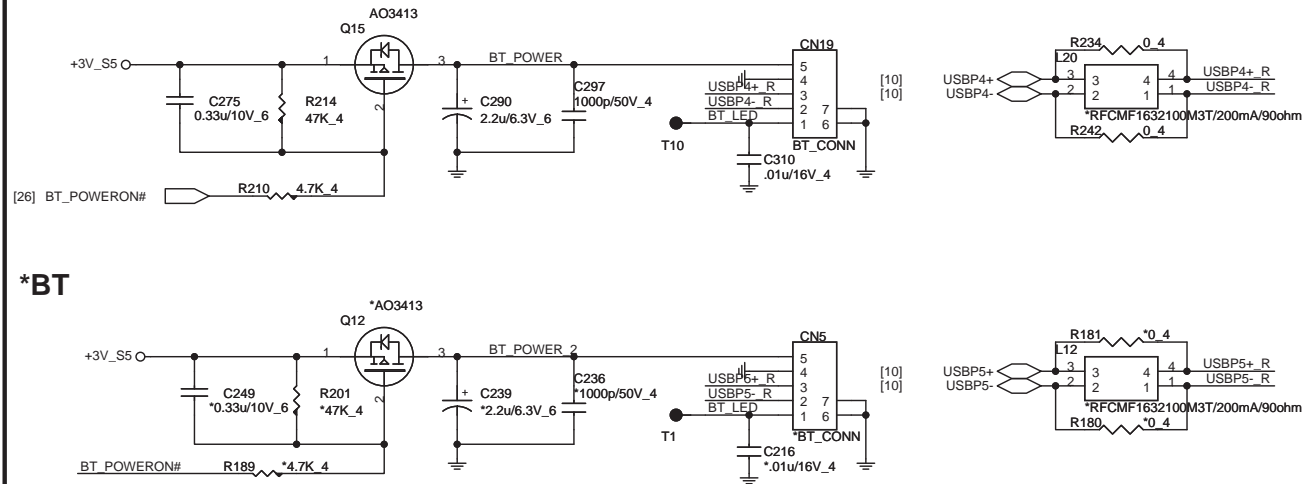 AO3413
Q15
+3V_S5
1
3
2
BT_POWER
C275
0.33u/10V_6
R214
47K_4
+
C290
2.2u/6.3V_6
C297
1000p/50V_4
[26] BT_POWERON#
R210
4.7K_4
CN19
5
4
USBP4+_R
3
USBP4-_R
2
7
BT_LED
1
6
BT_CONN
T10
C310
.01u/16V_4
[10]
[10]
R234
0_4
L20
USBP4+
3
3
4
4
USBP4+_R
USBP4-
2
2
1
1
USBP4-_R
*RFCMF1632100M3T/200mA/90ohm
R242
0_4
*BT
*AO3413
Q12
+3V_S5
1
3
2
BT_POWER_2
C249
*0.33u/10V_6
R201
*47K_4
+
C239
*2.2u/6.3V_6
C236
*1000p/50V_4
BT_POWERON#
R189
*4.7K_4
CN5
5
4
USBP5+_R
3
USBP5-_R
2
7
BT_LED
1
6
*BT_CONN
T1
C216
*.01u/16V_4
[10]
[10]
R181
*0_4
L12
USBP5+
3
3
4
4
USBP5+_R
USBP5-
2
2
1
1
USBP5-_R
*RFCMF1632100M3T/200mA/90ohm
R180
*0_4